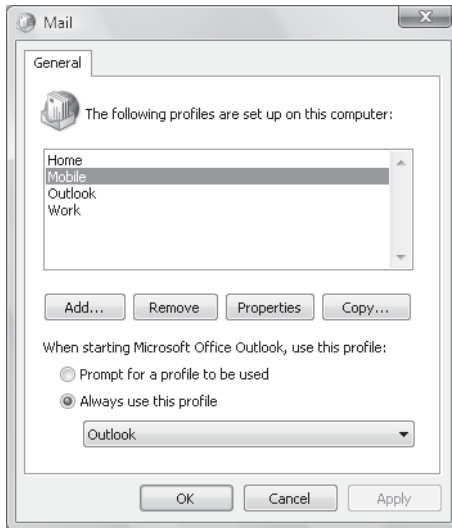 Mail
General
The following profiles are set up on this computer:
Home
Mobile
Outlook
Work
Add... Remove Properties Copy...
When starting Microsoft Office Outlook, use this profile:
Prompt for a profile to be used
Always use this profile
Outlook
OK Cancel Apply